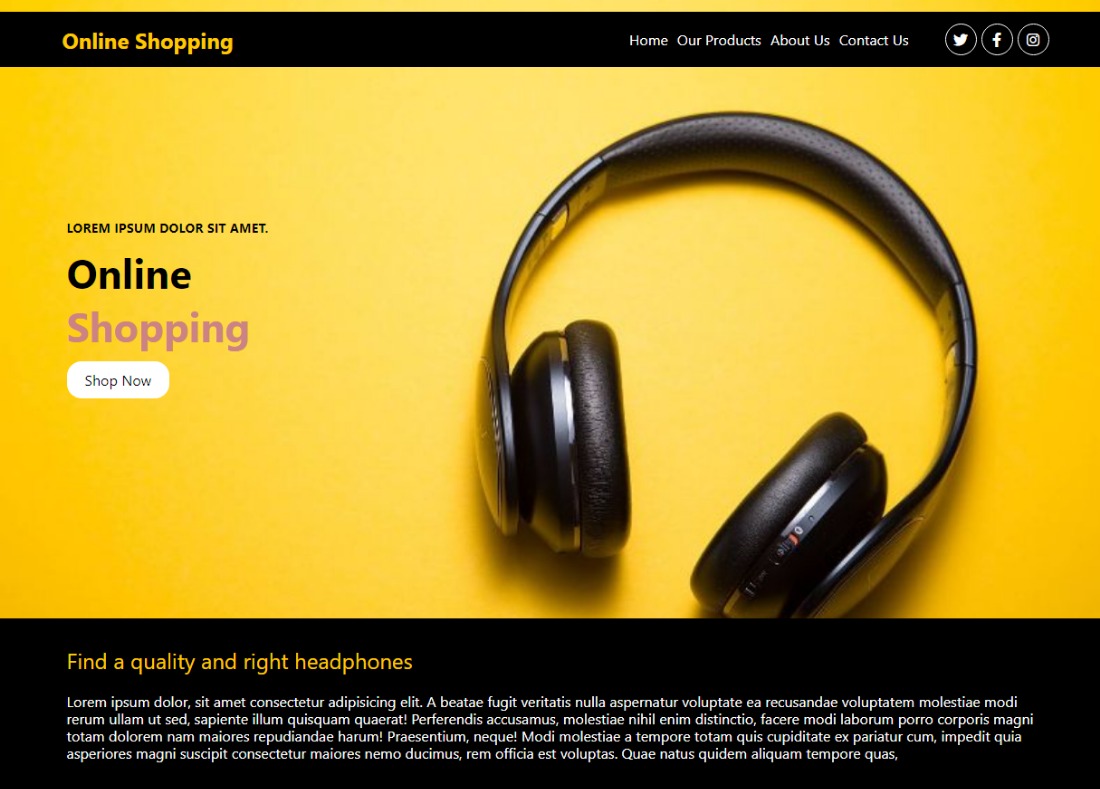 Online Shopping
Home Our Products About Us Contact Us
LOREM IPSUM DOLOR SIT AMET.
Online
Shopping
Shop Now
Find a quality and right headphones
Lorem ipsum dolor, sit amet consectetur adipisicing elit. A beatae fugit veritatis nulla aspernatur voluptate ea recusandae voluptatem molestiae modi
rerum ullam ut sed, sapiente illum quisquam quaerat! Perferendis accusamus, molestiae nihil enim distinctio, facere modi laborum porro corporis magni
totam dolorem nam maiores repudiandae harum! Praesentium, neque! Modi molestiae a tempore totam quis cupiditate ex pariatur cum, impedit quia
asperiores magni suscipit consectetur maiores nemo ducimus, rem officia est voluptas. Quae natus quidem aliquam tempore quas,